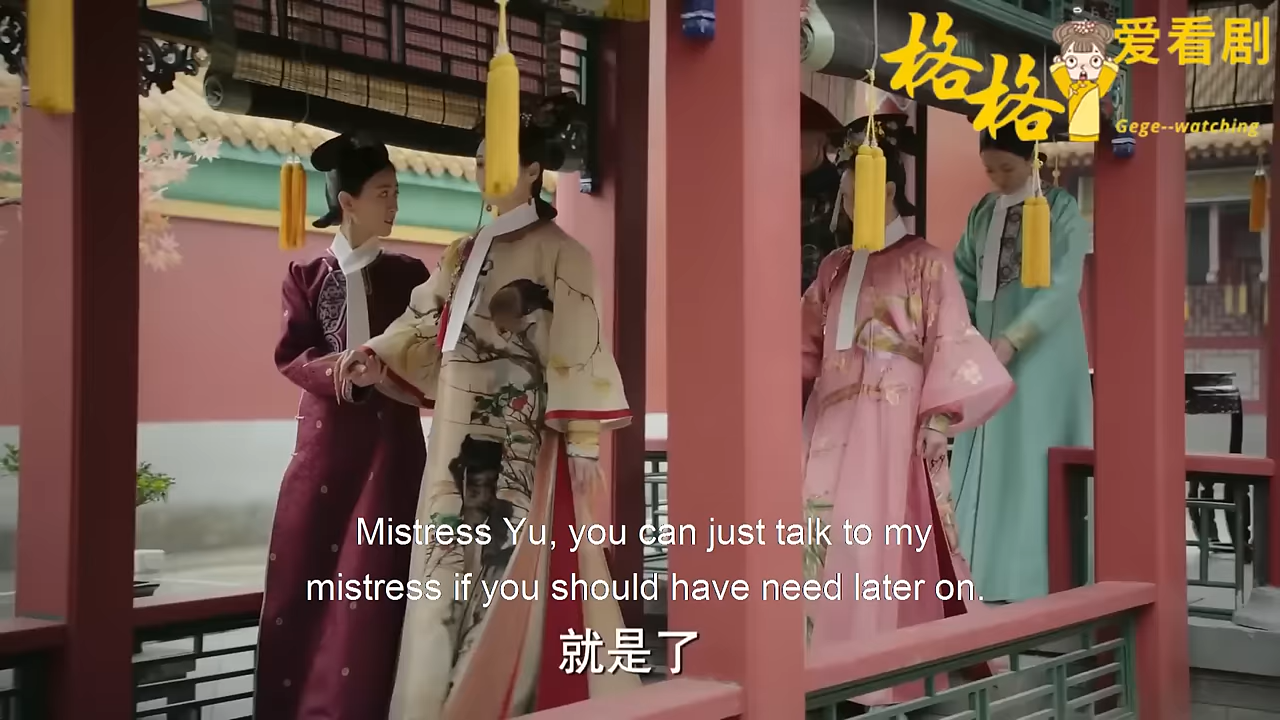 格格
爱看剧
Gege--watching
Mistress Yu, you can just talk to my
mistress if you should have need later on.
就是了